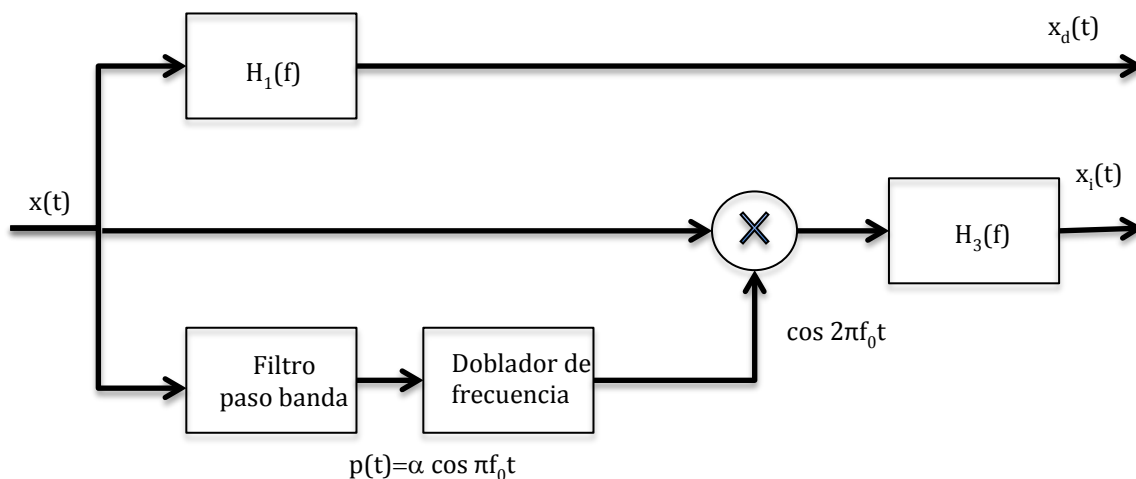 x_d(t)
H_1(f)
x_i(t)
x(t)
H_3(f)
cos 2πf_0t
Filtro
paso banda
Doblador de
frecuencia
p(t)=α cos πf_0t